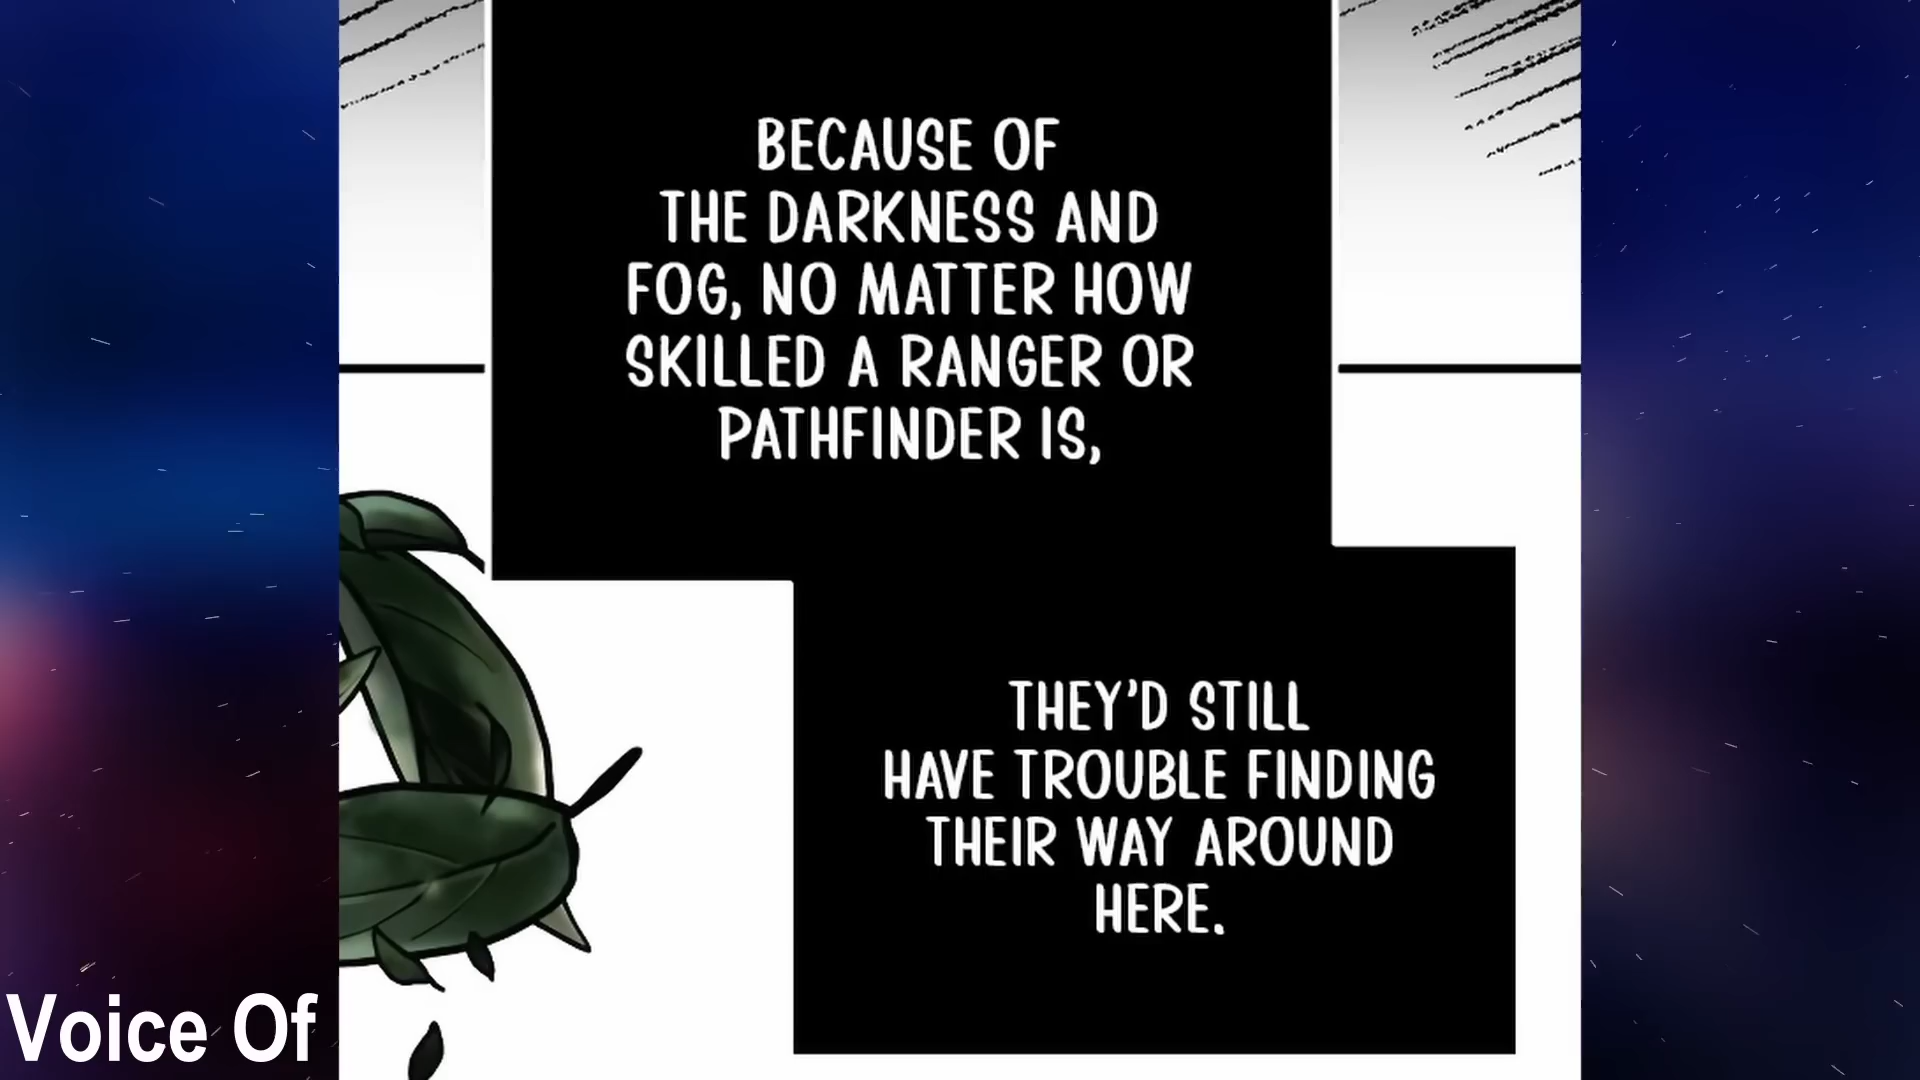 BECAUSE OF
THE DARKNESS AND
FOG, NO MATTER HOW
SKILLED A RANGER OR
PATHFINDER IS,
THEY'D STILL
HAVE TROUBLE FINDING
THEIR WAY AROUND
HERE.
Voice Of